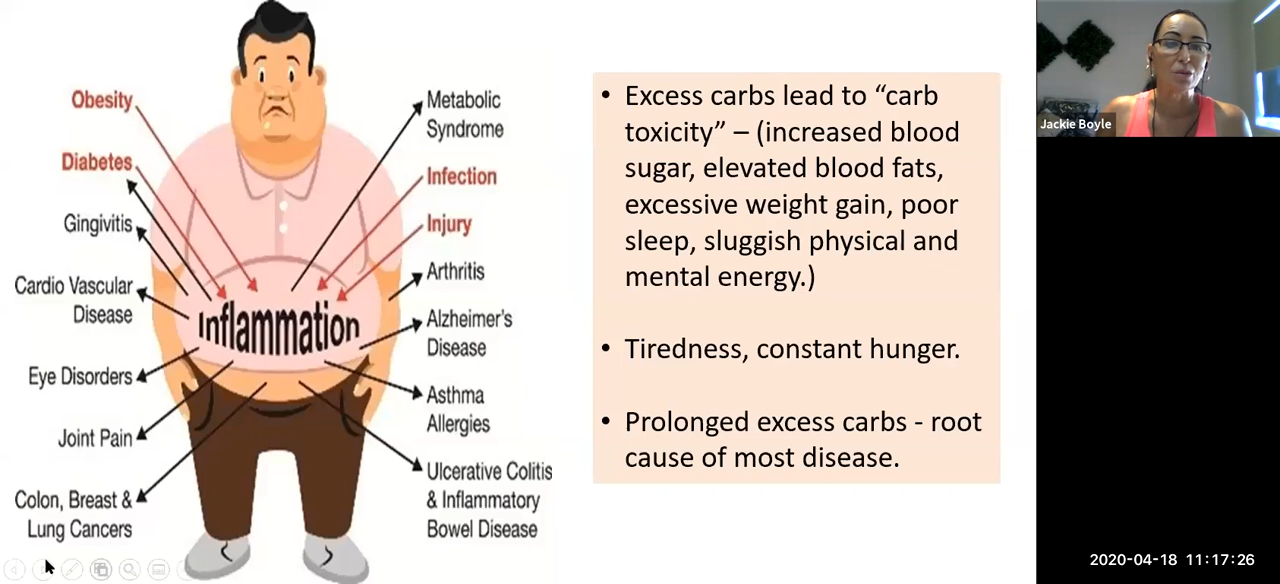 Obesity
Diabetes
Gingivitis
Cardio Vascular
Disease
Eye Disorders
Joint Pain
Colon, Breast &
Lung Cancers
Inflammation
Metabolic
Syndrome
Infection
Injury
Arthritis
Alzheimer's
Disease
Asthma
Allergies
Ulcerative Colitis
& Inflammatory
Bowel Disease
• Excess carbs lead to “carb
toxicity” – (increased blood
sugar, elevated blood fats,
excessive weight gain, poor
sleep, sluggish physical and
mental energy.)
• Tiredness, constant hunger.
• Prolonged excess carbs - root
cause of most disease.
Jackie Boyle
2020-04-18 11:17:26